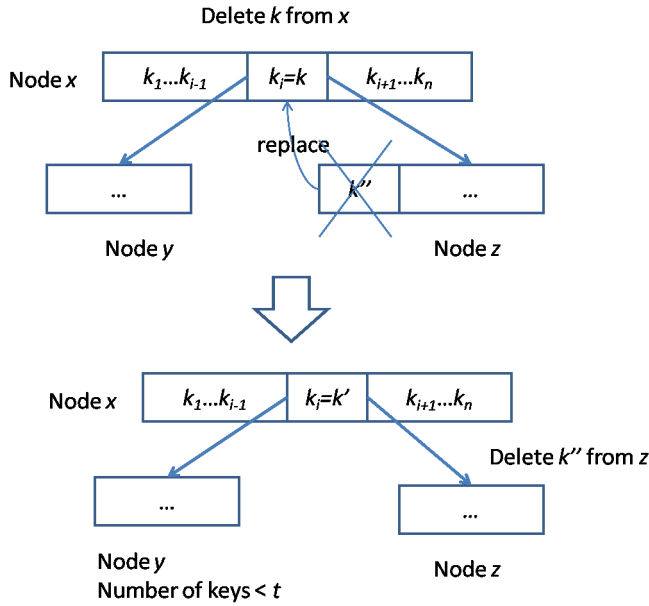 Delete k from x
Node x
k1...ki-1
ki=k
ki+1...kn
replace
...
k''
...
Node y
Node z
Node x
k1...ki-1
ki=k'
ki+1...kn
Delete k'' from z
...
...
Node y
Number of keys < t
Node z